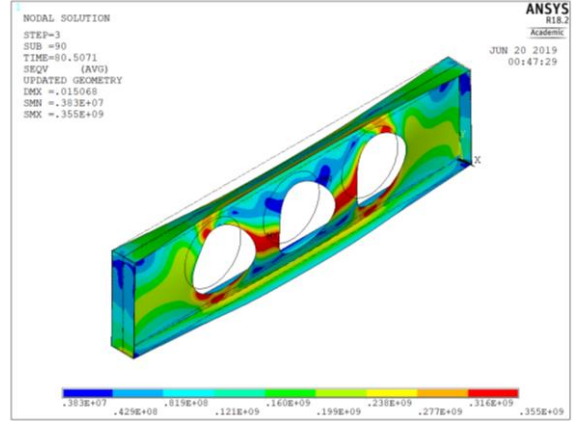 1
NODAL SOLUTION
STEP=3
SUB =90
TIME=80.5071
SEQV (AVG)
UPDATED GEOMETRY
DMX =.015068
SMN =.383E+07
SMX =.355E+09
ANSYS
R18.2
Academic
JUN 20 2019
00:47:29
Y
X
.383E+07 .819E+08 .160E+09 .238E+09 .316E+09
.429E+08 .121E+09 .199E+09 .277E+09 .355E+09